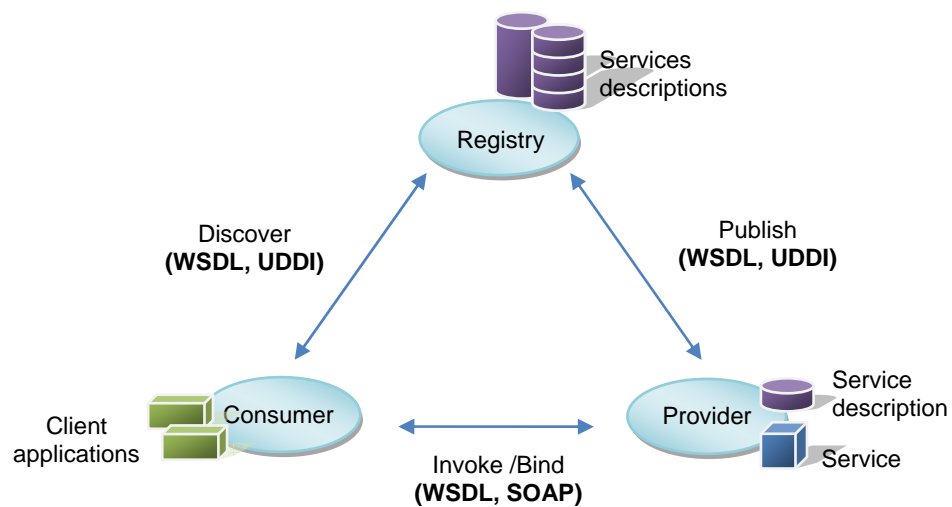 Services
descriptions
Registry
Discover
(WSDL, UDDI)
Publish
(WSDL, UDDI)
Client
applications
Consumer
Invoke /Bind
(WSDL, SOAP)
Provider
Service
description
Service